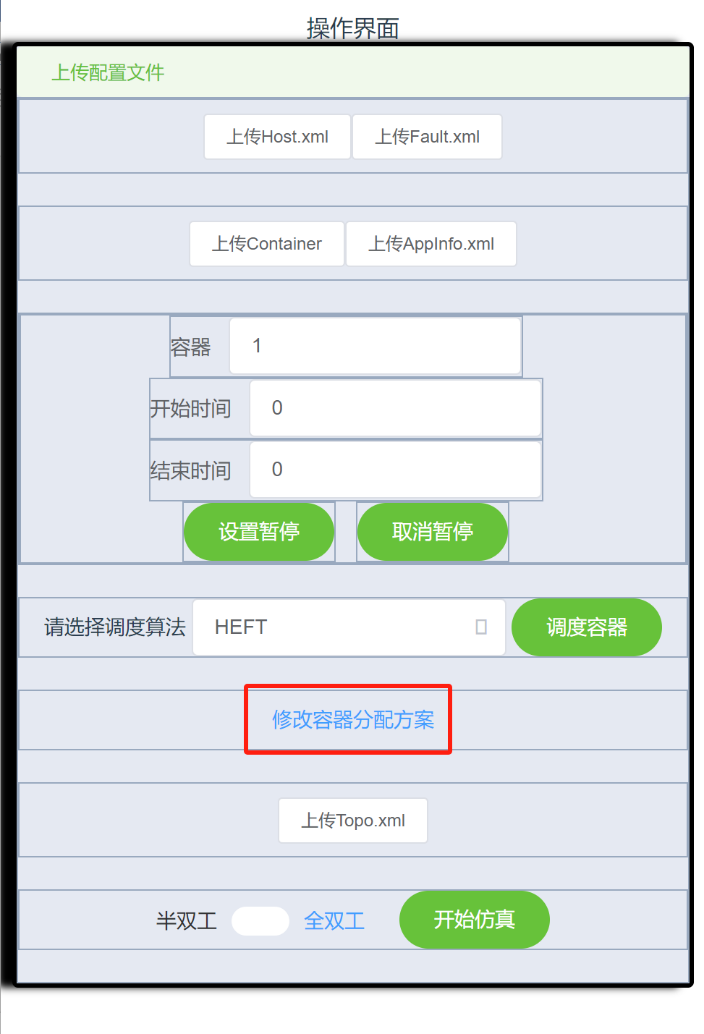 操作界面
上传配置文件
上传Host.xml 上传Fault.xml
上传Container 上传AppInfo.xml
容器 1
开始时间 0
结束时间 0
设置暂停 取消暂停
请选择调度算法 HEFT 调度容器
修改容器分配方案
上传Topo.xml
半双工 全双工 开始仿真